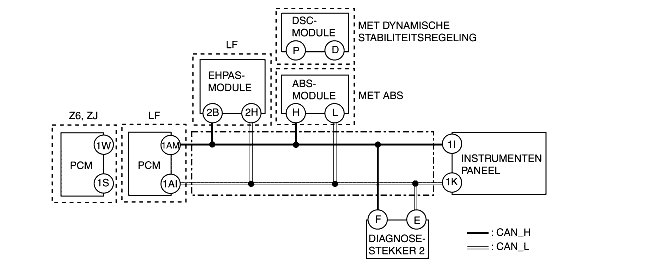 DSC-
MODULE
P
D
MET DYNAMISCHE
STABILITEITSREGELING
LF
EHPAS-
MODULE
2B
2H
ABS-
MODULE
H
L
MET ABS
Z6, ZJ
LF
PCM
1W
1S
PCM
1AM
1AI
1I
1K
INSTRUMENTEN
PANEEL
F
E
DIAGNOSE-
STEKKER 2
: CAN_H
: CAN_L